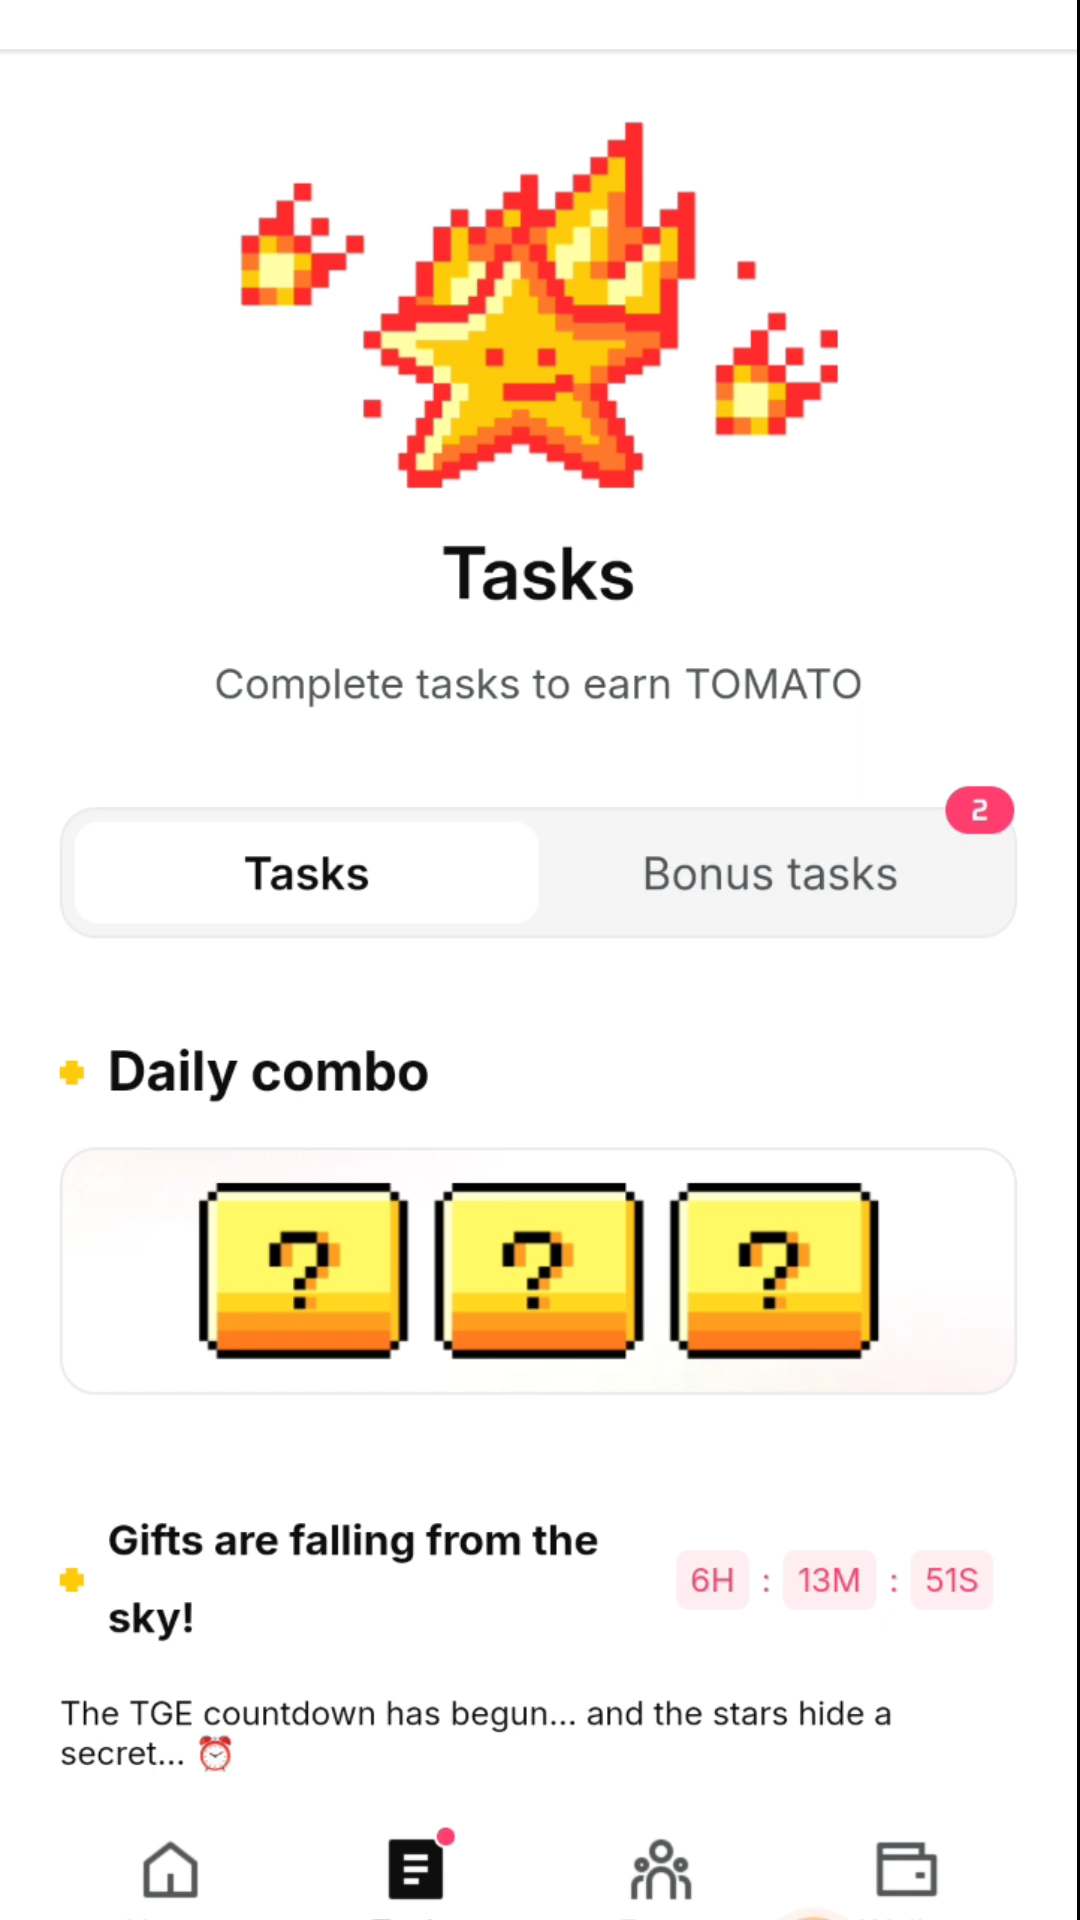 Tasks
Complete tasks to earn TOMATO
2
Tasks
Bonus tasks
Daily combo
? ? ?
Gifts are falling from the
sky!
6H : 13M : 51S
The TGE countdown has begun... and the stars hide a
secret... ⏰